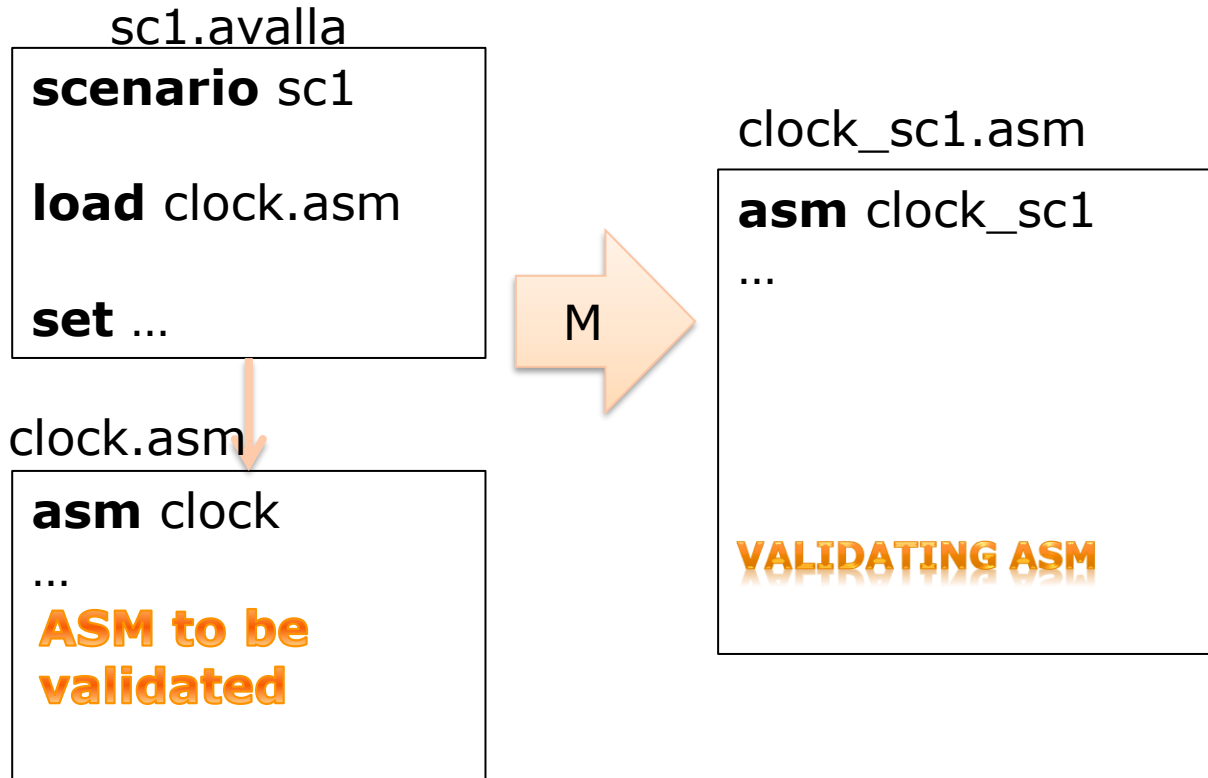 sc1.avalla
scenario sc1
load clock.asm
set …
M
clock.asm
asm clock
…
ASM to be
validated
clock_sc1.asm
asm clock_sc1
…
VALIDATING ASM